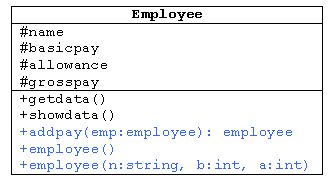 Employee
#name
#basicpay
#allowance
#grosspay
+getdata()
+showdata()
+addpay(emp:employee): employee
+employee()
+employee(n:string, b:int, a:int)